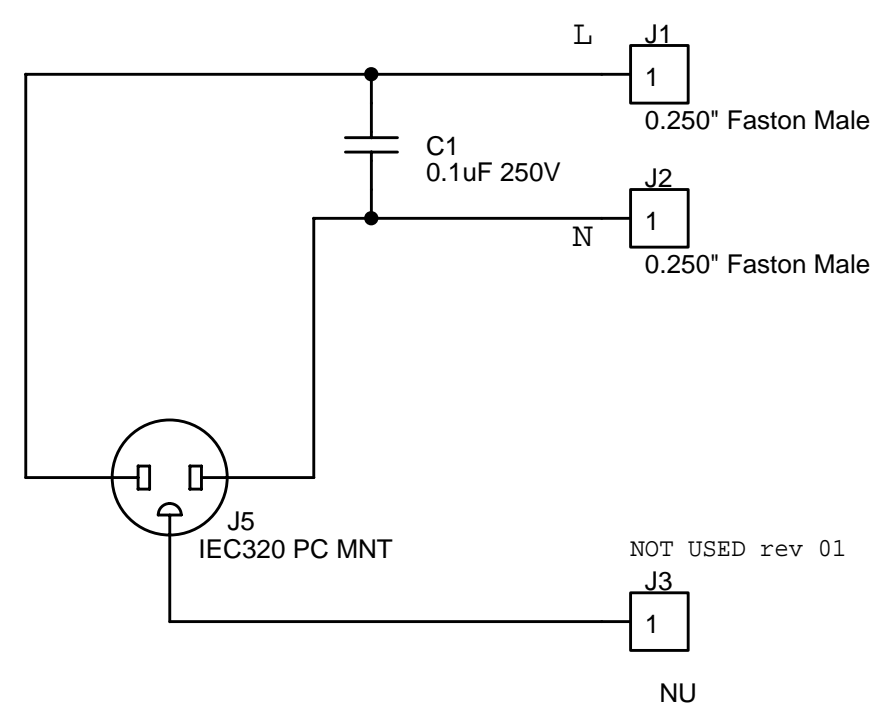 L
J1
1
0.250" Faston Male
C1
0.1uF 250V
J2
1
N
0.250" Faston Male
J5
IEC320 PC MNT
NOT USED rev 01
J3
1
NU